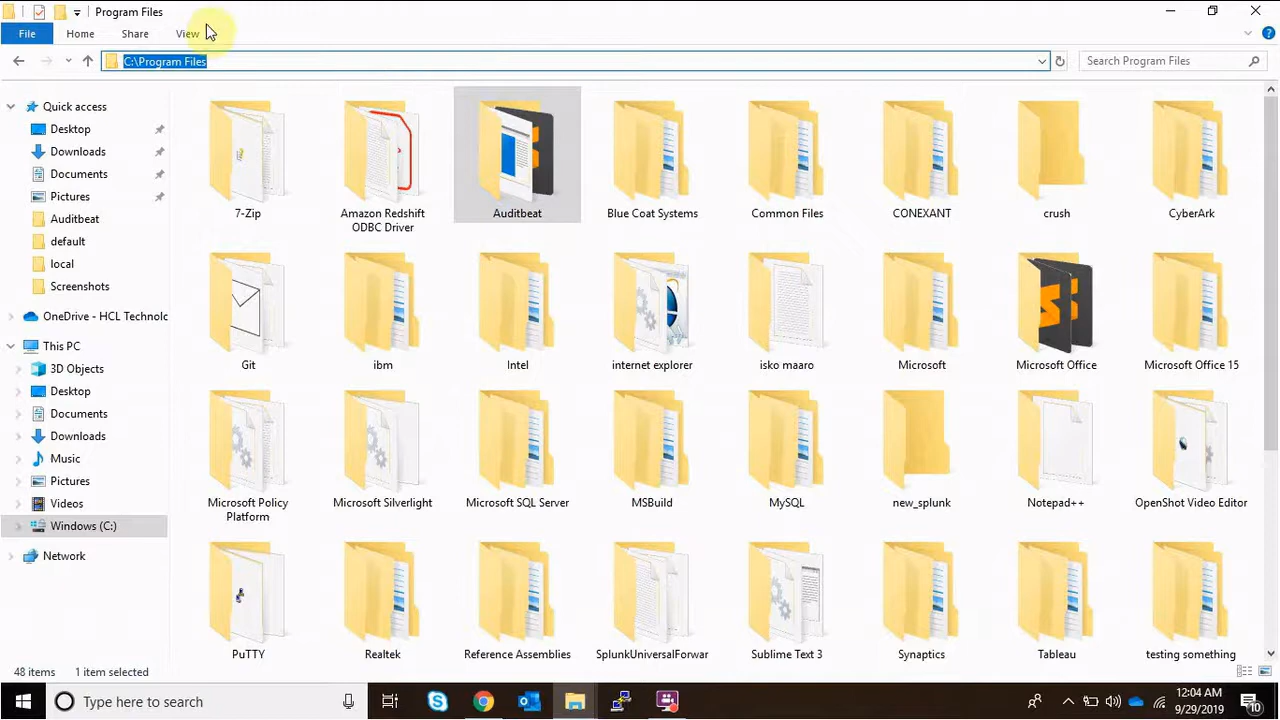 Program Files
File Home Share View
C:\Program Files
Search Program Files
Quick access
Desktop
Downloads
Documents
Pictures
Auditbeat
default
local
Screenshots
OneDrive - HCL Technolc
This PC
3D Objects
Desktop
Documents
Downloads
Music
Pictures
Videos
Windows (C:)
Network
7-Zip
Amazon Redshift
ODBC Driver
Auditbeat
Blue Coat Systems
Common Files
CONEXANT
crush
CyberArk
Git
ibm
Intel
internet explorer
isko maaro
Microsoft
Microsoft Office
Microsoft Office 15
Microsoft Policy
Platform
Microsoft Silverlight
Microsoft SQL Server
MSBuild
MySQL
new_splunk
Notepad++
OpenShot Video Editor
PuTTY
Realtek
Reference Assemblies
SplunkUniversalForwar
Sublime Text 3
Synaptics
Tableau
testing something
48 items 1 item selected
Type here to search
12:04 AM
9/29/2019
10